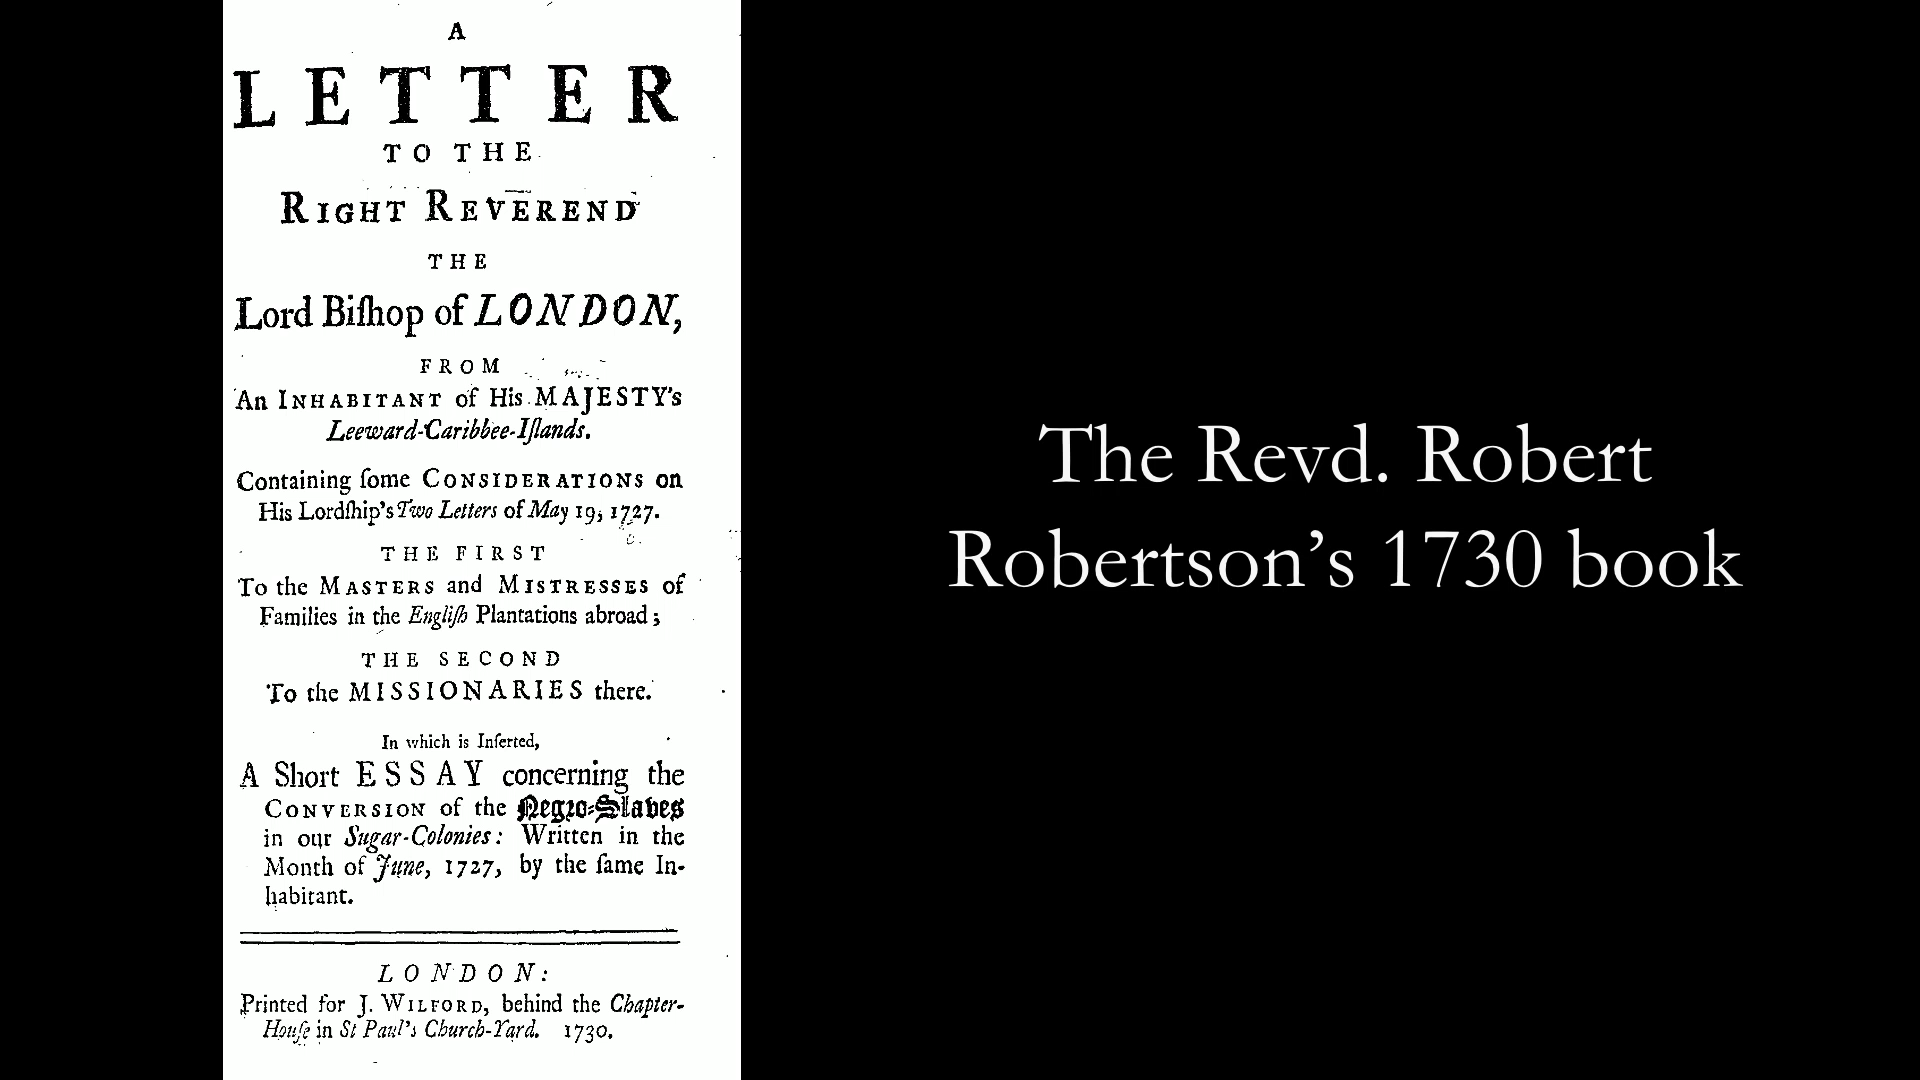 A
LETTER
TO THE
RIGHT REVEREND
THE
Lord Biſhop of LONDON,
FROM
An INHABITANT of His MAJESTY's
Leeward-Caribbee-Iſlands.
Containing ſome CONSIDERATIONS on
His Lordſhip's Two Letters of May 19, 1727.
THE FIRST
To the MASTERS and MISTRESSES of
Families in the Engliſh Plantations abroad;
THE SECOND
To the MISSIONARIES there.
In which is Inſerted,
A Short ESSAY concerning the
CONVERSION of the Negro-Slaves
in our Sugar-Colonies: Written in the
Month of June, 1727, by the ſame In-
habitant.
LONDON:
Printed for J. WILFORD, behind the Chapter-
Houſe in St Paul's Church-Yard. 1730.
The Revd. Robert
Robertson’s 1730 book